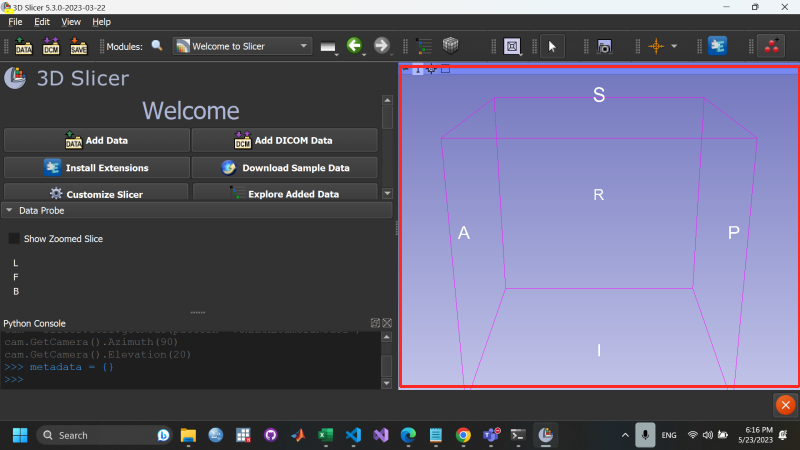 3D Slicer 5.3.0-2023-03-22
File Edit View Help
DATA DCM SAVE Modules: Welcome to Slicer
1
3D Slicer
Welcome
DATA Add Data
DCM Add DICOM Data
Install Extensions
Download Sample Data
Customize Slicer
Explore Added Data
Data Probe
Show Zoomed Slice
L
F
B
Python Console
cam.GetCamera().Azimuth(90)
cam.GetCamera().Elevation(20)
>>> metadata = {}
>>>
S
R
A
P
I
Search
ENG
6:16 PM
5/23/2023